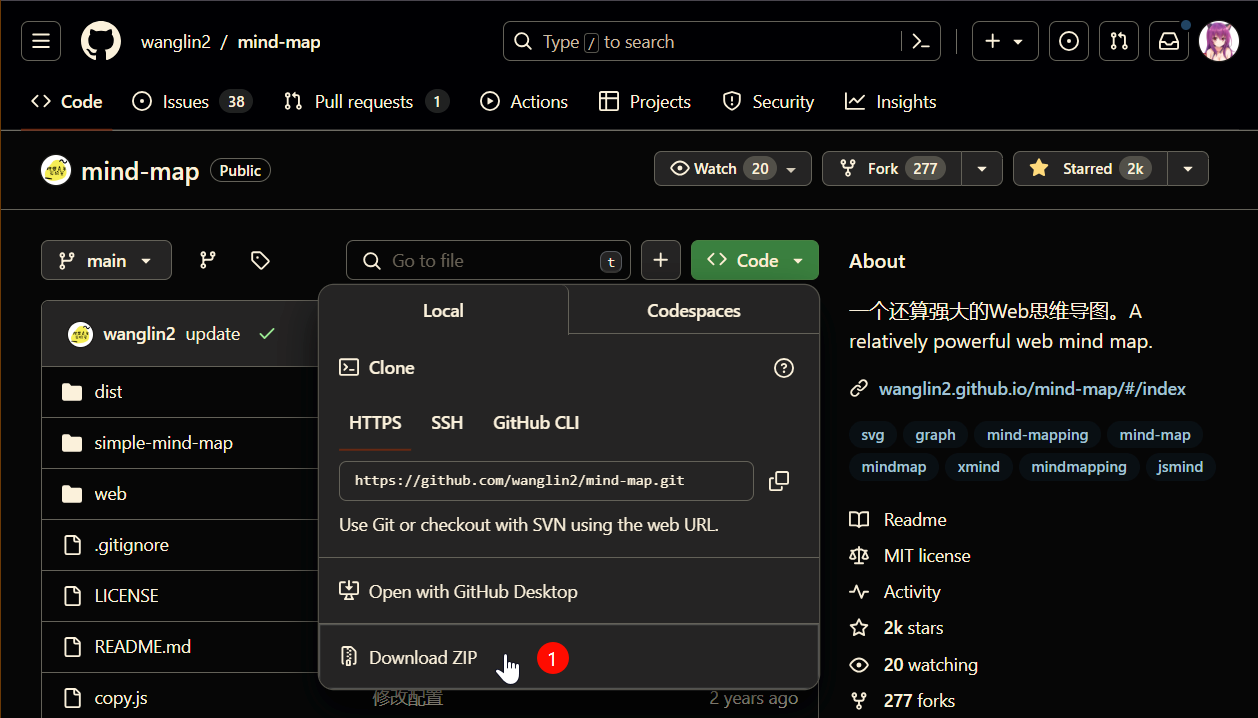 wanglin2 / mind-map
Type / to search
Code
Issues 38
Pull requests 1
Actions
Projects
Security
Insights
mind-map Public
Watch 20
Fork 277
Starred 2k
main
Go to file t
Code
wanglin2 update
dist
simple-mind-map
web
.gitignore
LICENSE
README.md
copy.js
修改配置
2 years ago
Local
Codespaces
Clone
HTTPS SSH GitHub CLI
https://github.com/wanglin2/mind-map.git
Use Git or checkout with SVN using the web URL.
Open with GitHub Desktop
Download ZIP
1
About
一个还算强大的Web思维导图。A
relatively powerful web mind map.
wanglin2.github.io/mind-map/#/index
svg graph mind-mapping mind-map
mindmap xmind mindmapping jsmind
Readme
MIT license
Activity
2k stars
20 watching
277 forks